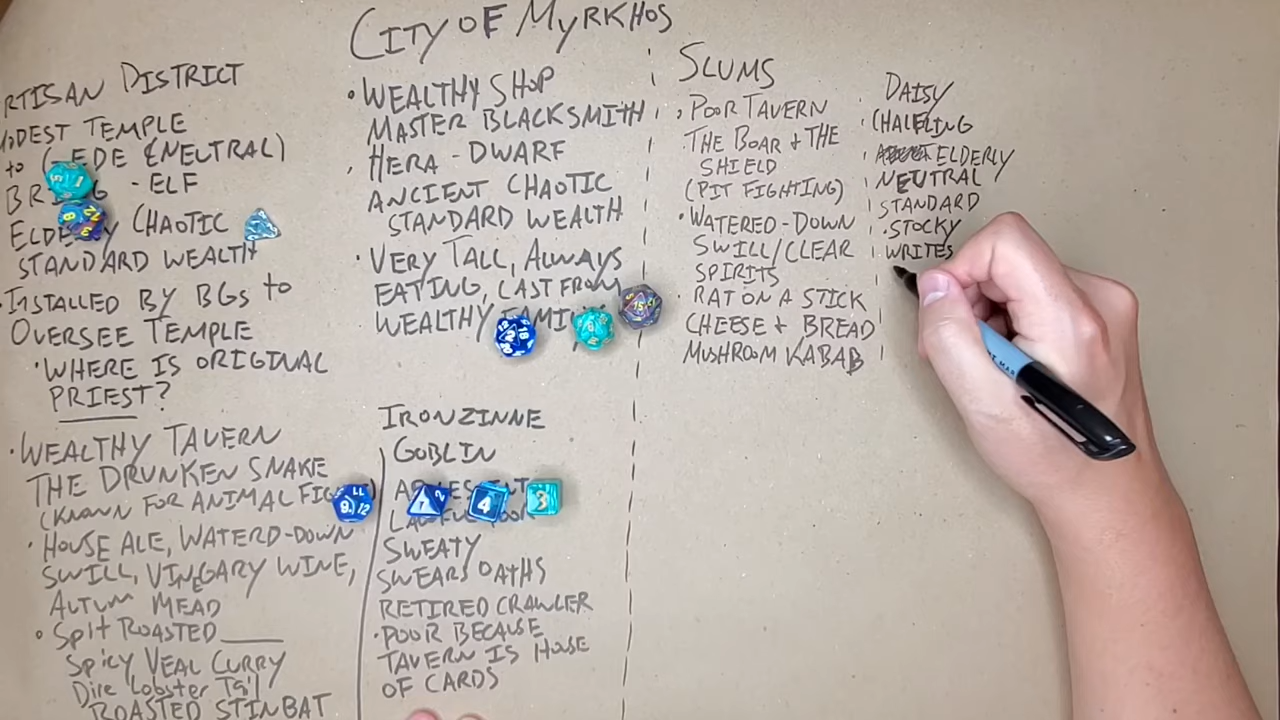 CITY OF MYRKHOS
RTISAN DISTRICT
MODEST TEMPLE
to EDE (NEUTRAL)
- ELF
CHAOTIC
STANDARD WEALTH
INSTALLED BY BGs to
OVERSEE TEMPLE
• WHERE IS ORIGINAL
PRIEST?
• WEALTHY TAVERN
THE DRUNKEN SNAKE
(KNOWN FOR ANIMAL FIG )
• HOUSE ALE, WATERD-DOWN
SWILL, VINEGARY WINE,
MEAD
• Spit ROASTED ____
Spicy VEAL CURRY
Dire Lobster Tail
ROASTED STINBAT
• WEALTHY SHOP
MASTER BLACKSMITH
• HERA - DWARF
ANCIENT CHAOTIC
STANDARD WEALTH
• VERY TALL, ALWAYS
EATING, LAST FROM
WEALTHY FAMI
IRONZINNE
GOBLIN
SWEATY
SWEARS OATHS
RETIRED CRAWLER
• POOR BECAUSE
TAVERN IS HOUSE
OF CARDS
SLUMS
• POOR TAVERN
• THE BOAR & THE
SHIELD
(PIT FIGHTING)
• WATERED-DOWN
SWILL/CLEAR
SPIRITS
• RAT ON A STICK
CHEESE + BREAD
MUSHROOM KABAB
DAISY
CHALFLING
ELDERLY
NEUTRAL
STANDARD
• STOCKY
• WRITES